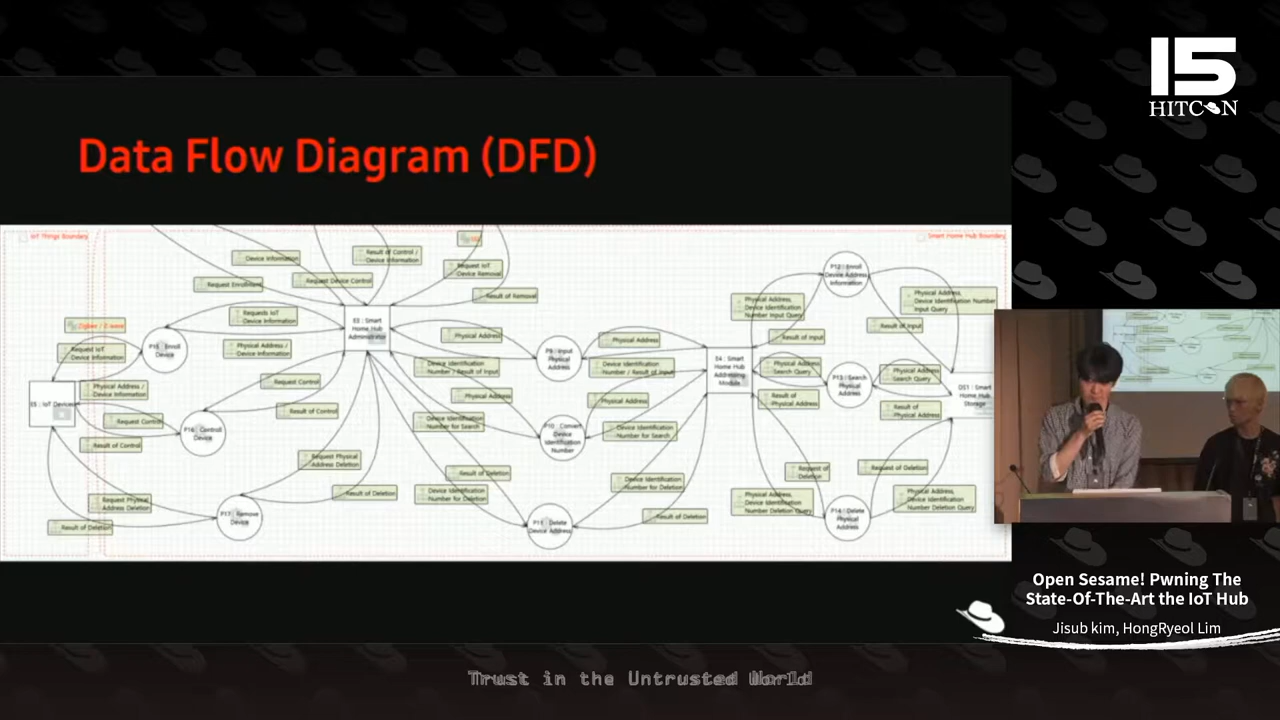 15
HITCON
Data Flow Diagram (DFD)
IoT Things Boundary
Smart Home Hub Boundary
Device Information
Result of Control /
Device Information
Request IoT
Device Removal
Request Enrollment
Request Device Control
Result of Removal
Requests IoT
Device Information
Zigbee / Z-wave
Request IoT
Device Information
P15 : Enroll
Device
Physical Address /
Device Information
E3 : Smart
Home Hub
Administrator
Physical Address
Device Identification
Number / Result of Input
P9 : Input
Physical
Address
Physical Address
Device Identification
Number / Result of Input
E4 : Smart
Home Hub
Addressing
Module
Physical Address,
Device Identification
Number Input Query
P12 : Enroll
Device Address
Information
Physical Address,
Device Identification Number
Input Query
Result of Input
Result of Input
Physical Address
Search Query
P13 : Search
Physical
Address
Physical Address
Search Query
DS1 : Smart
Home Hub
Storage
Result of
Physical Address
Result of
Physical Address
E5 : IoT Devices
Physical Address /
Device Information
Request Control
Request Control
Result of Control
Result of Control
P16 : Control
Device
Physical Address
Device Identification
Number for Search
P10 : Convert
Device
Identification
Number
Physical Address
Device Identification
Number for Search
Request Physical
Address Deletion
Result of Deletion
Request Physical
Address Deletion
Result of Deletion
P17 : Remove
Device
Result of Deletion
Device Identification
Number for Deletion
P11 : Delete
Device Address
Device Identification
Number for Deletion
Result of Deletion
Request of
Deletion
Request of Deletion
Physical Address,
Device Identification
Number Deletion Query
P14 : Delete
Physical
Address
Physical Address,
Device Identification
Number Deletion Query
Open Sesame! Pwning The
State-Of-The-Art the IoT Hub
Jisub kim, HongRyeol Lim
Trust in the Untrusted World